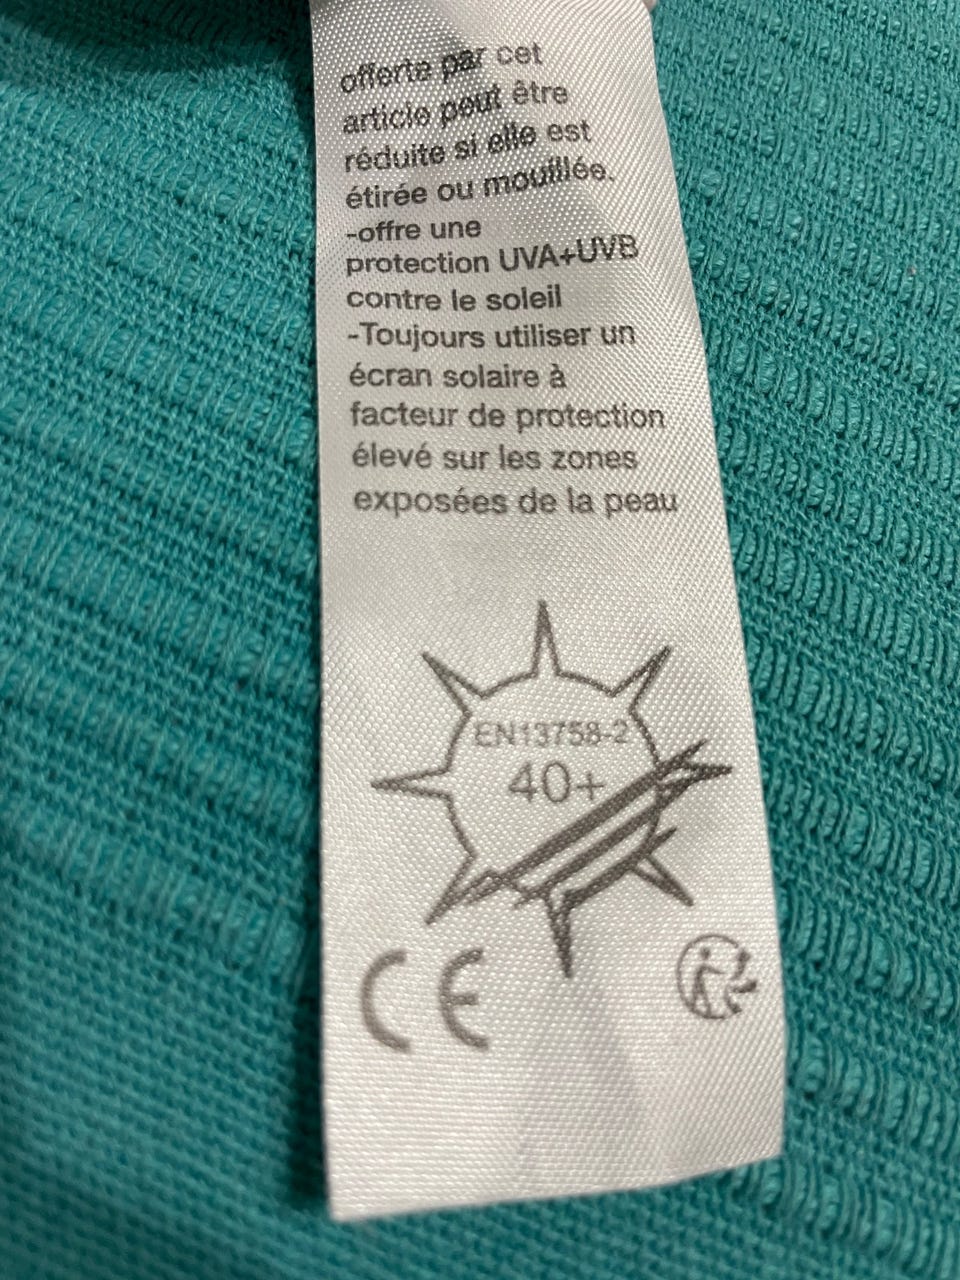 offerte par cet
article peut être
réduite si elle est
étirée ou mouillée.
-offre une
protection UVA+UVB
contre le soleil
-Toujours utiliser un
écran solaire à
facteur de protection
élevé sur les zones
exposées de la peau
EN13758-2
40+
CE